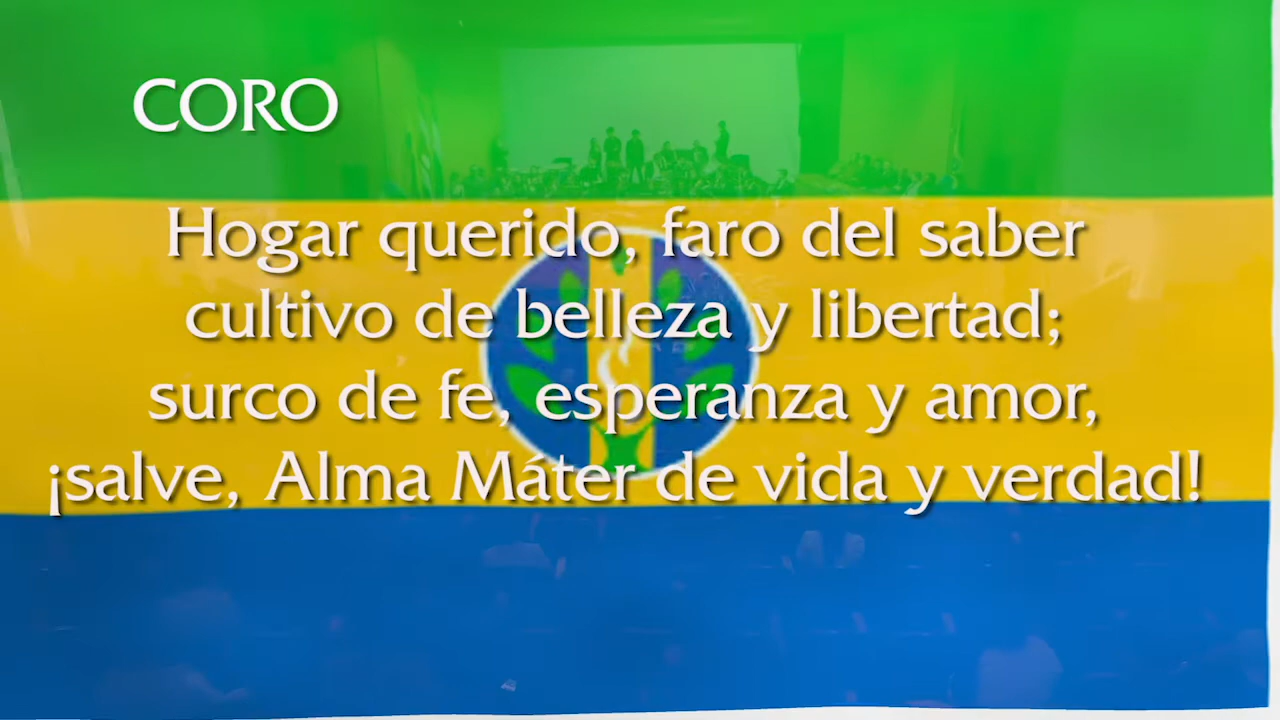 CORO
Hogar querido, faro del saber
cultivo de belleza y libertad;
surco de fe, esperanza y amor,
¡salve, Alma Máter de vida y verdad!